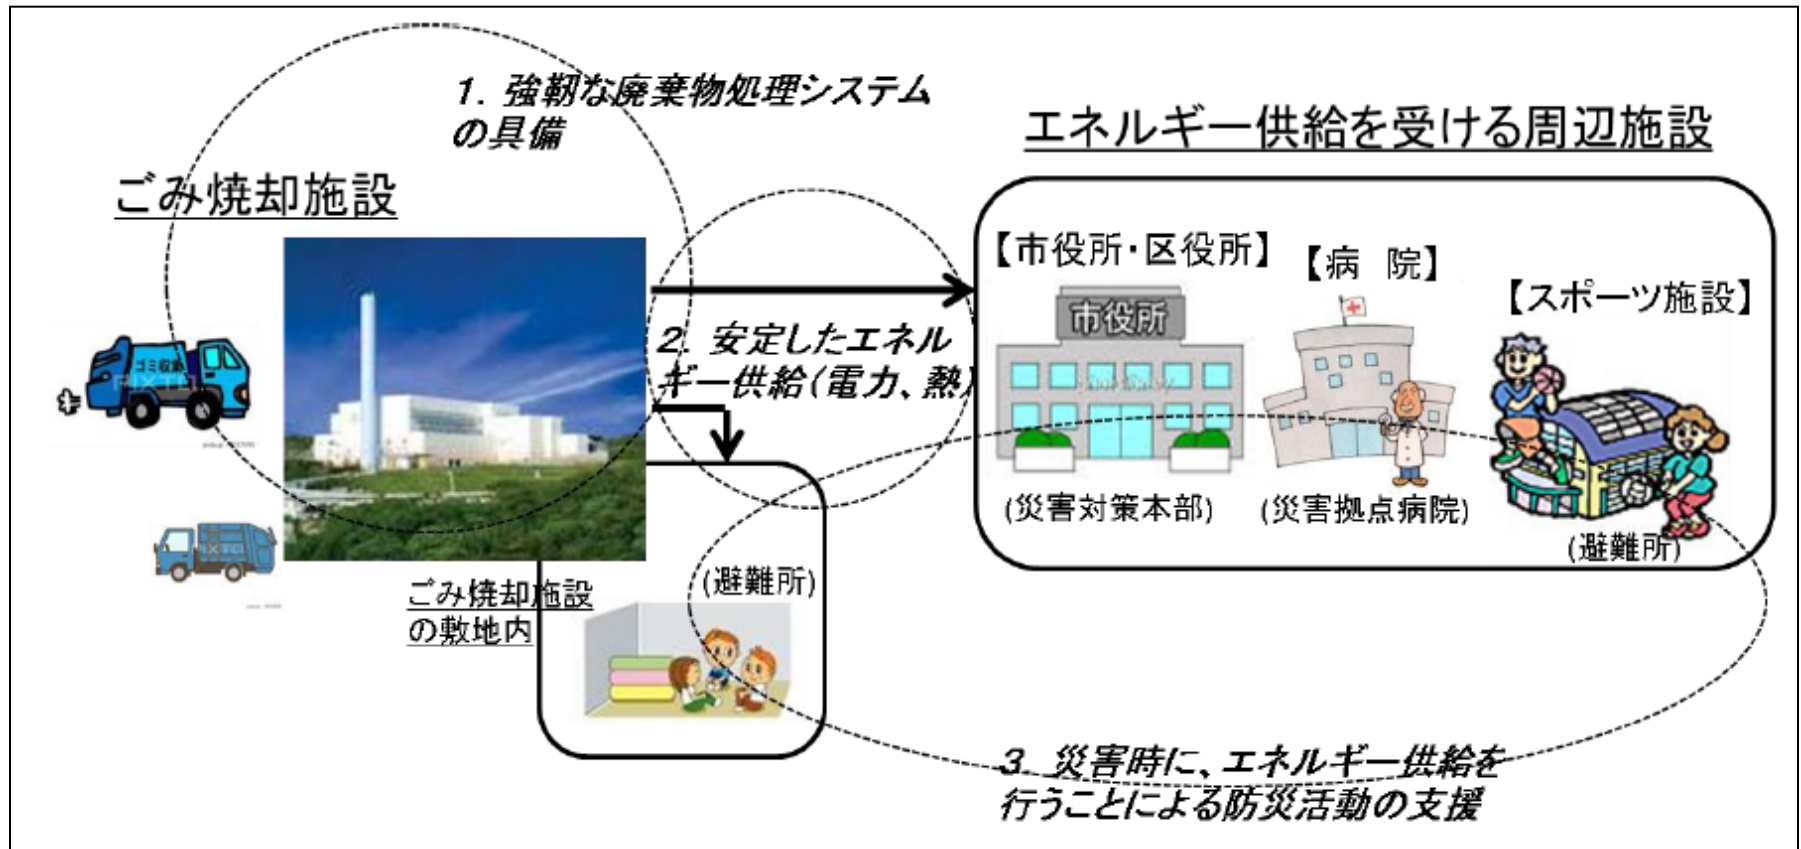 1. 強靭な廃棄物処理システム
の具備
ごみ焼却施設
エネルギー供給を受ける周辺施設
【市役所・区役所】
【病　院】
【スポーツ施設】
市役所
2. 安定したエネル
ギー供給(電力、熱)
ゴミ収集
PIXTA
(災害対策本部)
(災害拠点病院)
(避難所)
PIXTA
ごみ焼却施設
の敷地内
(避難所)
3. 災害時に、エネルギー供給を
行うことによる防災活動の支援